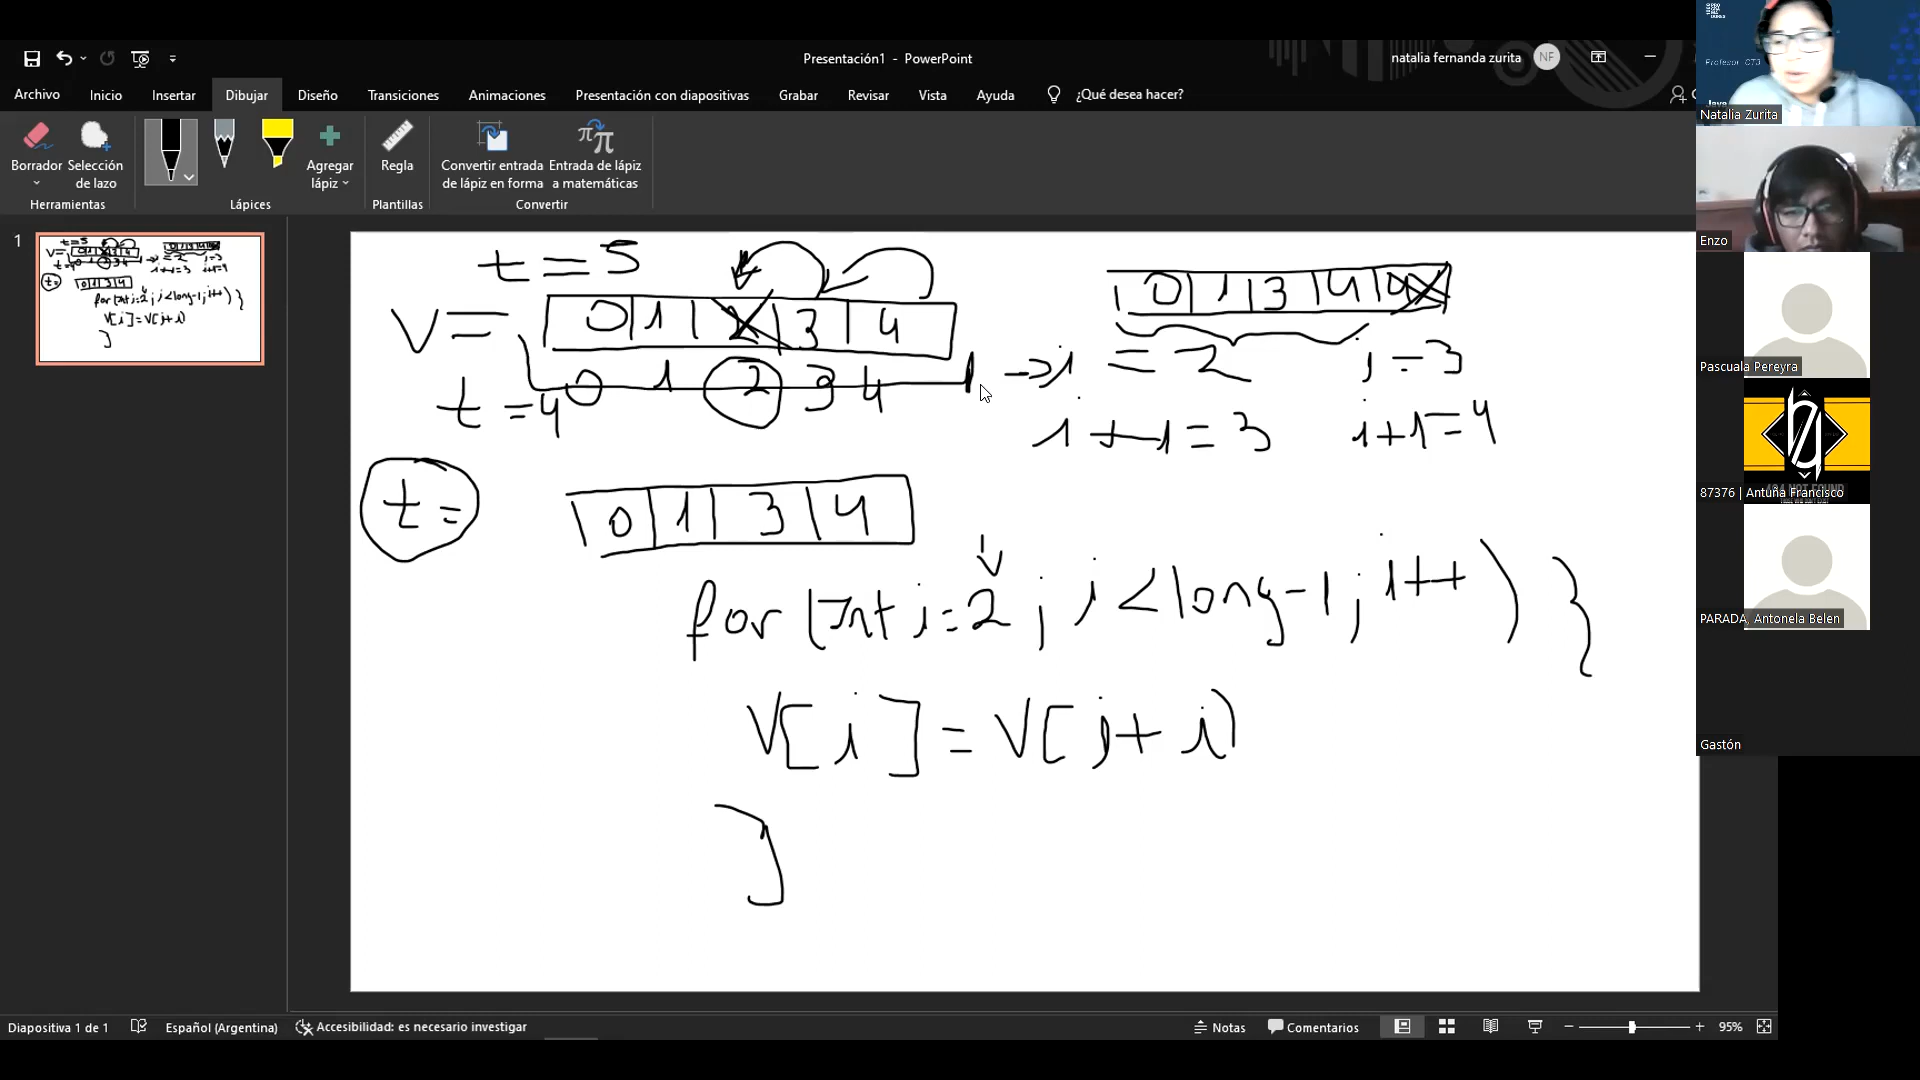 Presentación1 - PowerPoint
natalia fernanda zurita
NF
Archivo
Inicio
Insertar
Dibujar
Diseño
Transiciones
Animaciones
Presentación con diapositivas
Grabar
Revisar
Vista
Ayuda
¿Qué desea hacer?
Borrador
Selección de lazo
Agregar lápiz
Regla
Convertir entrada de lápiz en forma
Entrada de lápiz a matemáticas
Herramientas
Lápices
Plantillas
Convertir
1
t = 5
V = 0 1 2 3 4
0 1 2 3 4
t = 4
0 1 3 4 4
→ i = 2 i = 3
i + 1 = 3 i + 1 = 4
t =
0 1 3 4
for (Int i = 2 ; i < long - 1 ; i++) }
V[i] = V[i + i)
}
Profesor CT3
Java
Natalia Zurita
Enzo
Pascuala Pereyra
87376 | Antuña Francisco
PARADA, Antonela Belen
Gastón
Diapositiva 1 de 1
Español (Argentina)
Accesibilidad: es necesario investigar
Notas
Comentarios
95%